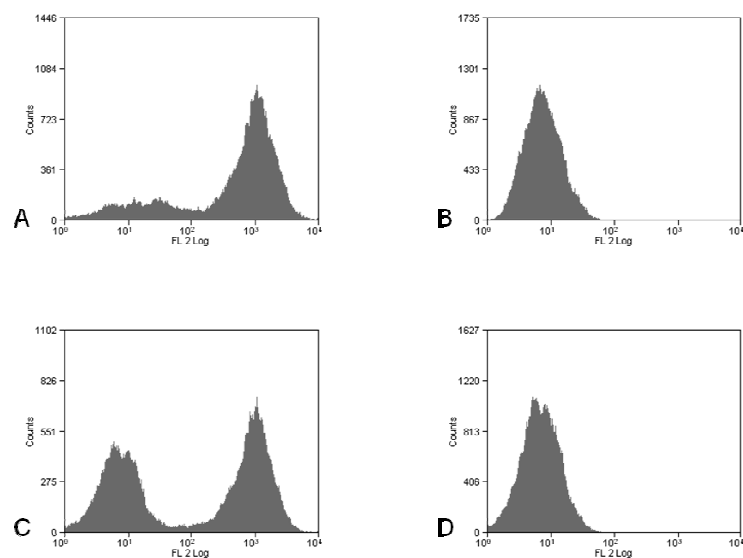 1446
1084
723
361
0
Counts
10⁰ 10¹ 10² 10³ 10⁴
FL 2 Log
A
1735
1301
867
433
0
Counts
10⁰ 10¹ 10² 10³ 10⁴
FL 2 Log
B
1102
826
551
275
0
Counts
10⁰ 10¹ 10² 10³ 10⁴
FL 2 Log
C
1627
1220
813
406
0
Counts
10⁰ 10¹ 10² 10³ 10⁴
FL 2 Log
D